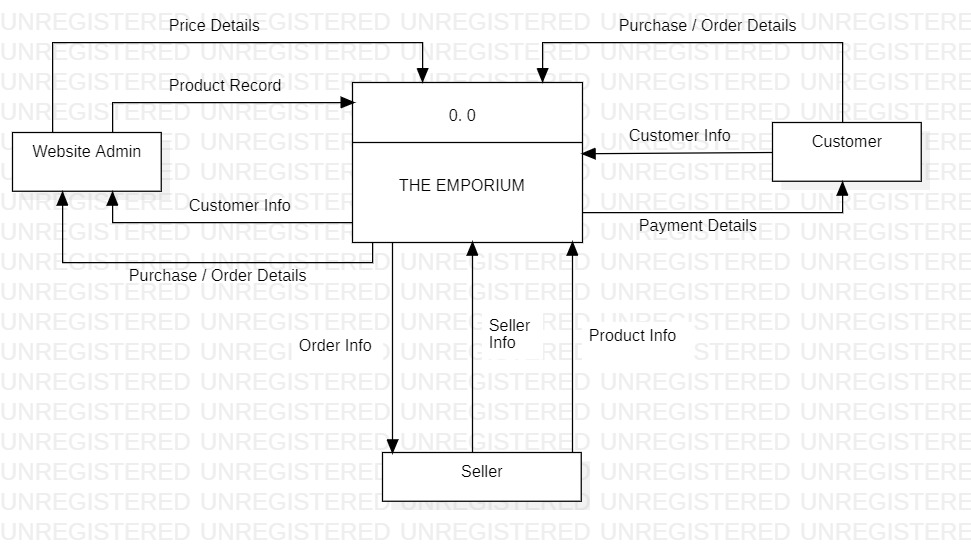 Price Details
Purchase / Order Details
Product Record
0. 0
Customer Info
Customer
Website Admin
THE EMPORIUM
Customer Info
Payment Details
Purchase / Order Details
Order Info
Seller
Info
Product Info
Seller
UNREGISTERED